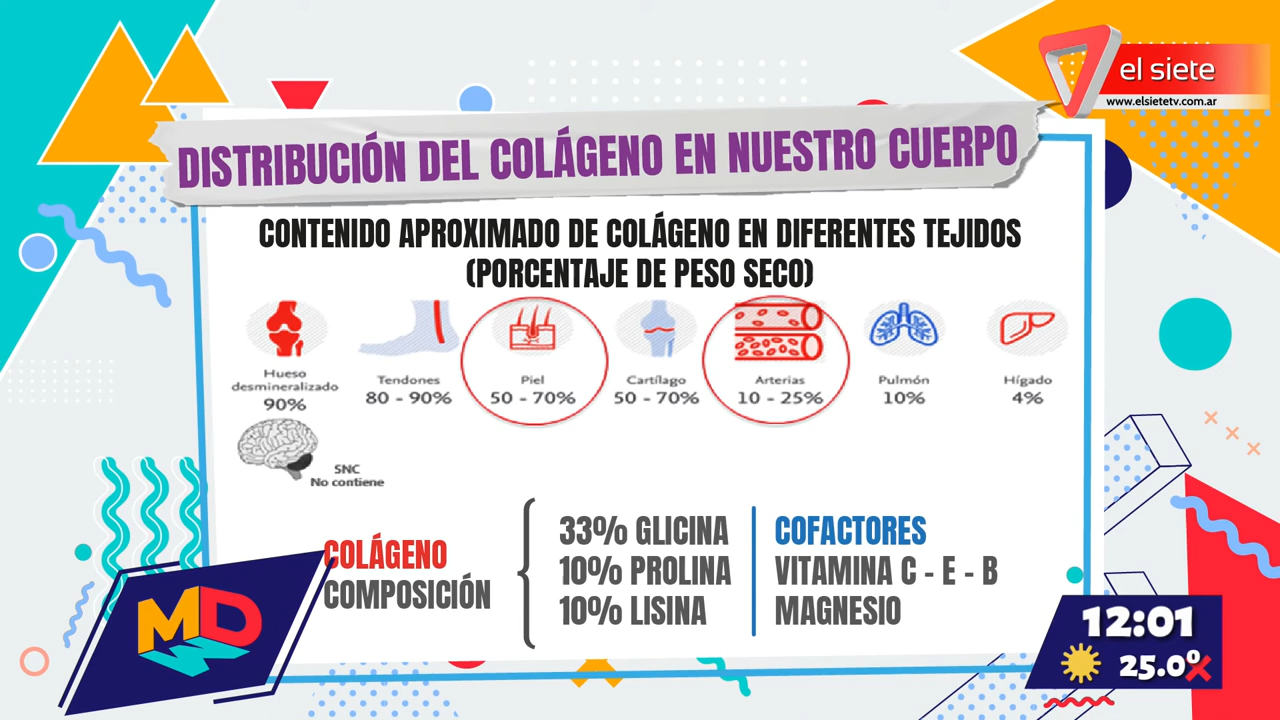 el siete
www.elsietetv.com.ar
DISTRIBUCIÓN DEL COLÁGENO EN NUESTRO CUERPO
CONTENIDO APROXIMADO DE COLÁGENO EN DIFERENTES TEJIDOS
(PORCENTAJE DE PESO SECO)
Hueso
desmineralizado
90%
Tendones
80 - 90%
Piel
50 - 70%
Cartílago
50 - 70%
Arterias
10 - 25%
Pulmón
10%
Hígado
4%
SNC
No contiene
COLÁGENO
COMPOSICIÓN
33% GLICINA
10% PROLINA
10% LISINA
COFACTORES
VITAMINA C - E - B
MAGNESIO
MD
12:01
25.0º